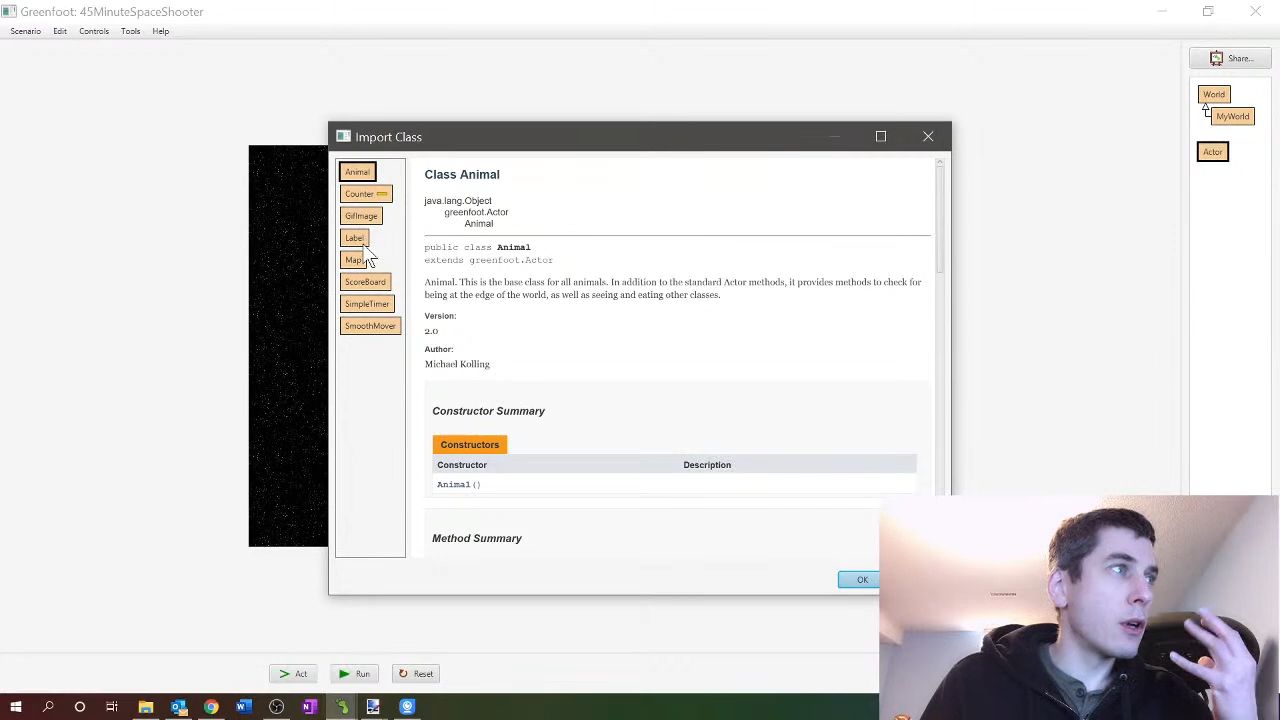 Greenfoot: 45MinuteSpaceShooter
Scenario Edit Controls Tools Help
Share...
World
MyWorld
Actor
Import Class
Animal
Counter
GifImage
Label
Map
ScoreBoard
SimpleTimer
SmoothMover
Class Animal
java.lang.Object
greenfoot.Actor
Animal
public class Animal
extends greenfoot.Actor
Animal. This is the base class for all animals. In addition to the standard Actor methods, it provides methods to check for
being at the edge of the world, as well as seeing and eating other classes.
Version:
2.0
Author:
Michael Kolling
Constructor Summary
Constructors
Constructor Description
Animal()
Method Summary
OK
Act Run Reset